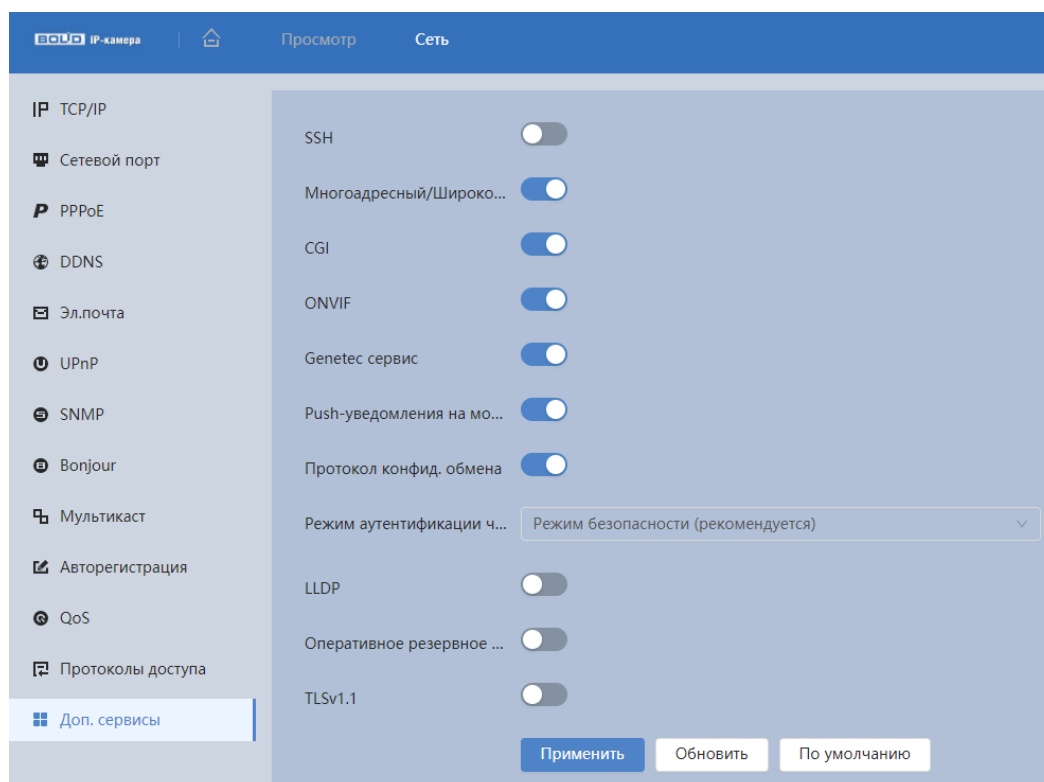 BOLID IP-камера Просмотр Сеть
TCP/IP
Сетевой порт
PPPoE
DDNS
Эл.почта
UPnP
SNMP
Bonjour
Мультикаст
Авторегистрация
QoS
Протоколы доступа
Доп. сервисы
SSH
Многоадресный/Широко...
CGI
ONVIF
Genetec сервис
Push-уведомления на мо...
Протокол конфид. обмена
Режим аутентификации ч... Режим безопасности (рекомендуется)
LLDP
Оперативное резервное ...
TLSv1.1
Применить Обновить По умолчанию